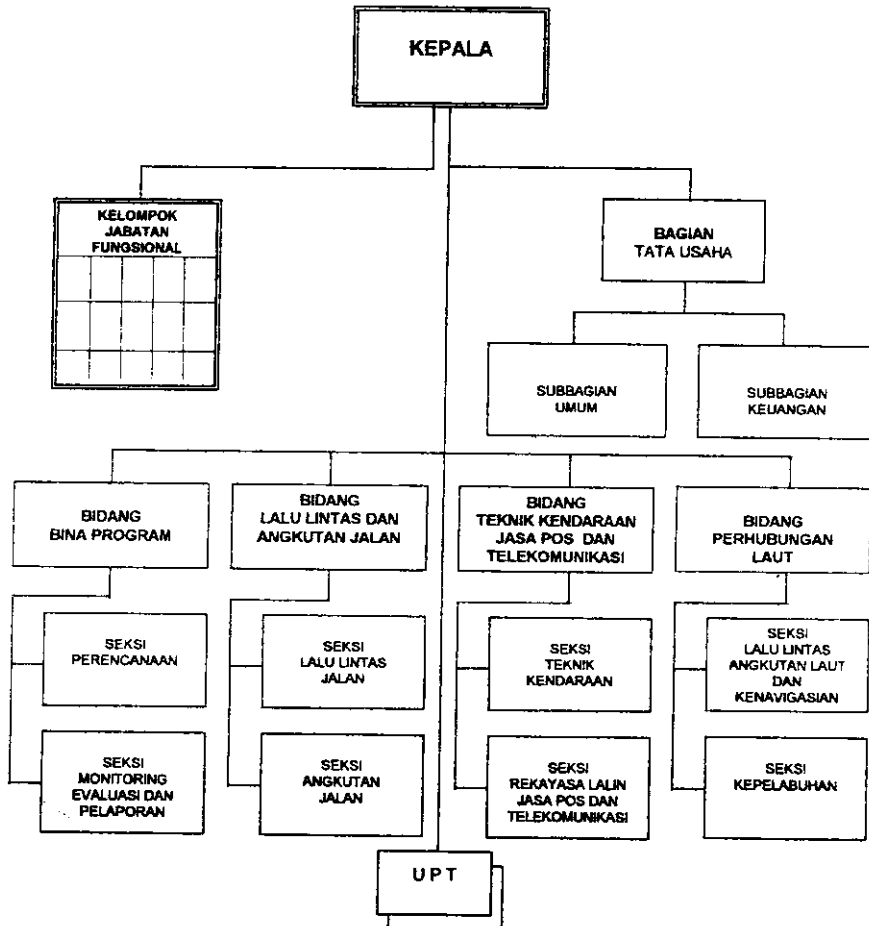 KEPALA
KELOMPOK
JABATAN
FUNGSIONAL
BAGIAN
TATA USAHA
SUBBAGIAN
UMUM
SUBBAGIAN
KEUANGAN
BIDANG
BINA PROGRAM
BIDANG
LALU LINTAS DAN
ANGKUTAN JALAN
BIDANG
TEKNIK KENDARAAN
JASA POS DAN
TELEKOMUNIKASI
BIDANG
PERHUBUNGAN
LAUT
SEKSI
PERENCANAAN
SEKSI
LALU LINTAS
JALAN
SEKSI
TEKNIK
KENDARAAN
SEKSI
LALU LINTAS
ANGKUTAN LAUT
DAN
KENAVIGASIAN
SEKSI
MONITORING
EVALUASI DAN
PELAPORAN
SEKSI
ANGKUTAN
JALAN
SEKSI
REKAYASA LALIN
JASA POS DAN
TELEKOMUNIKASI
SEKSI
KEPELABUHAN
U P T